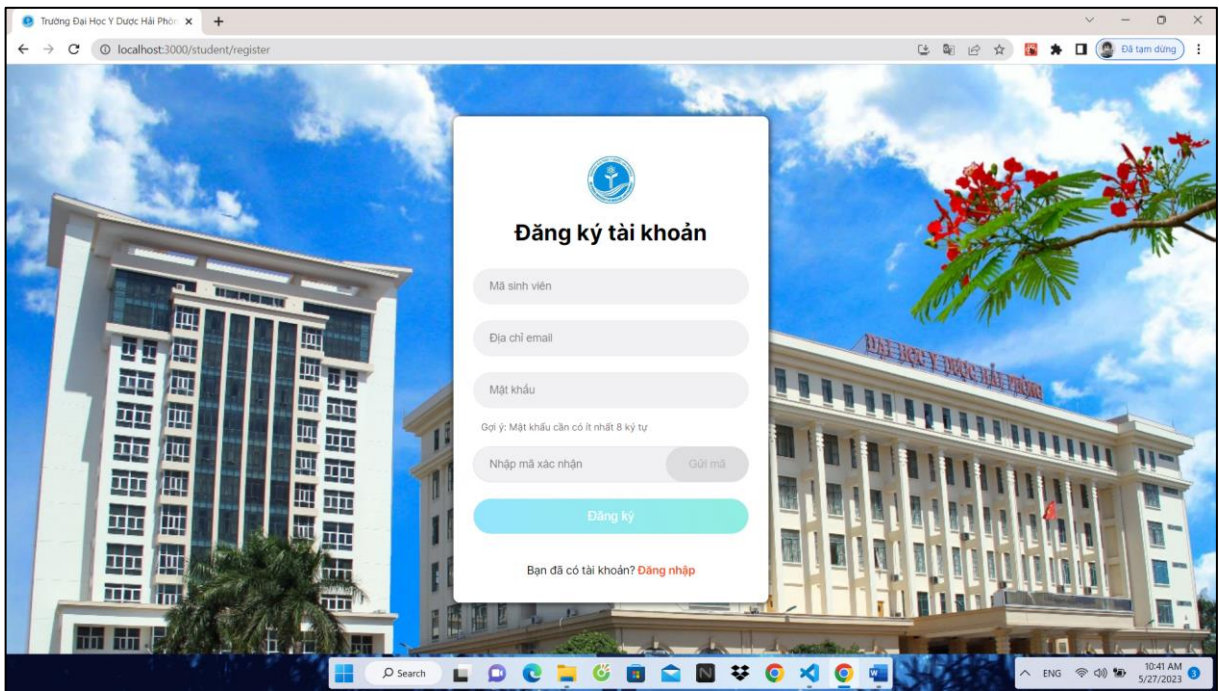 Trường Đại Học Y Dược Hải Phòn
localhost:3000/student/register
Đã tạm dừng
Đăng ký tài khoản
Mã sinh viên
Địa chỉ email
Mật khẩu
Gợi ý: Mật khẩu cần có ít nhất 8 ký tự
Nhập mã xác nhận
Gửi mã
Đăng ký
Bạn đã có tài khoản? Đăng nhập
ĐẠI HỌC Y DƯỢC HẢI PHÒNG
Search
ENG
10:41 AM
5/27/2023
3